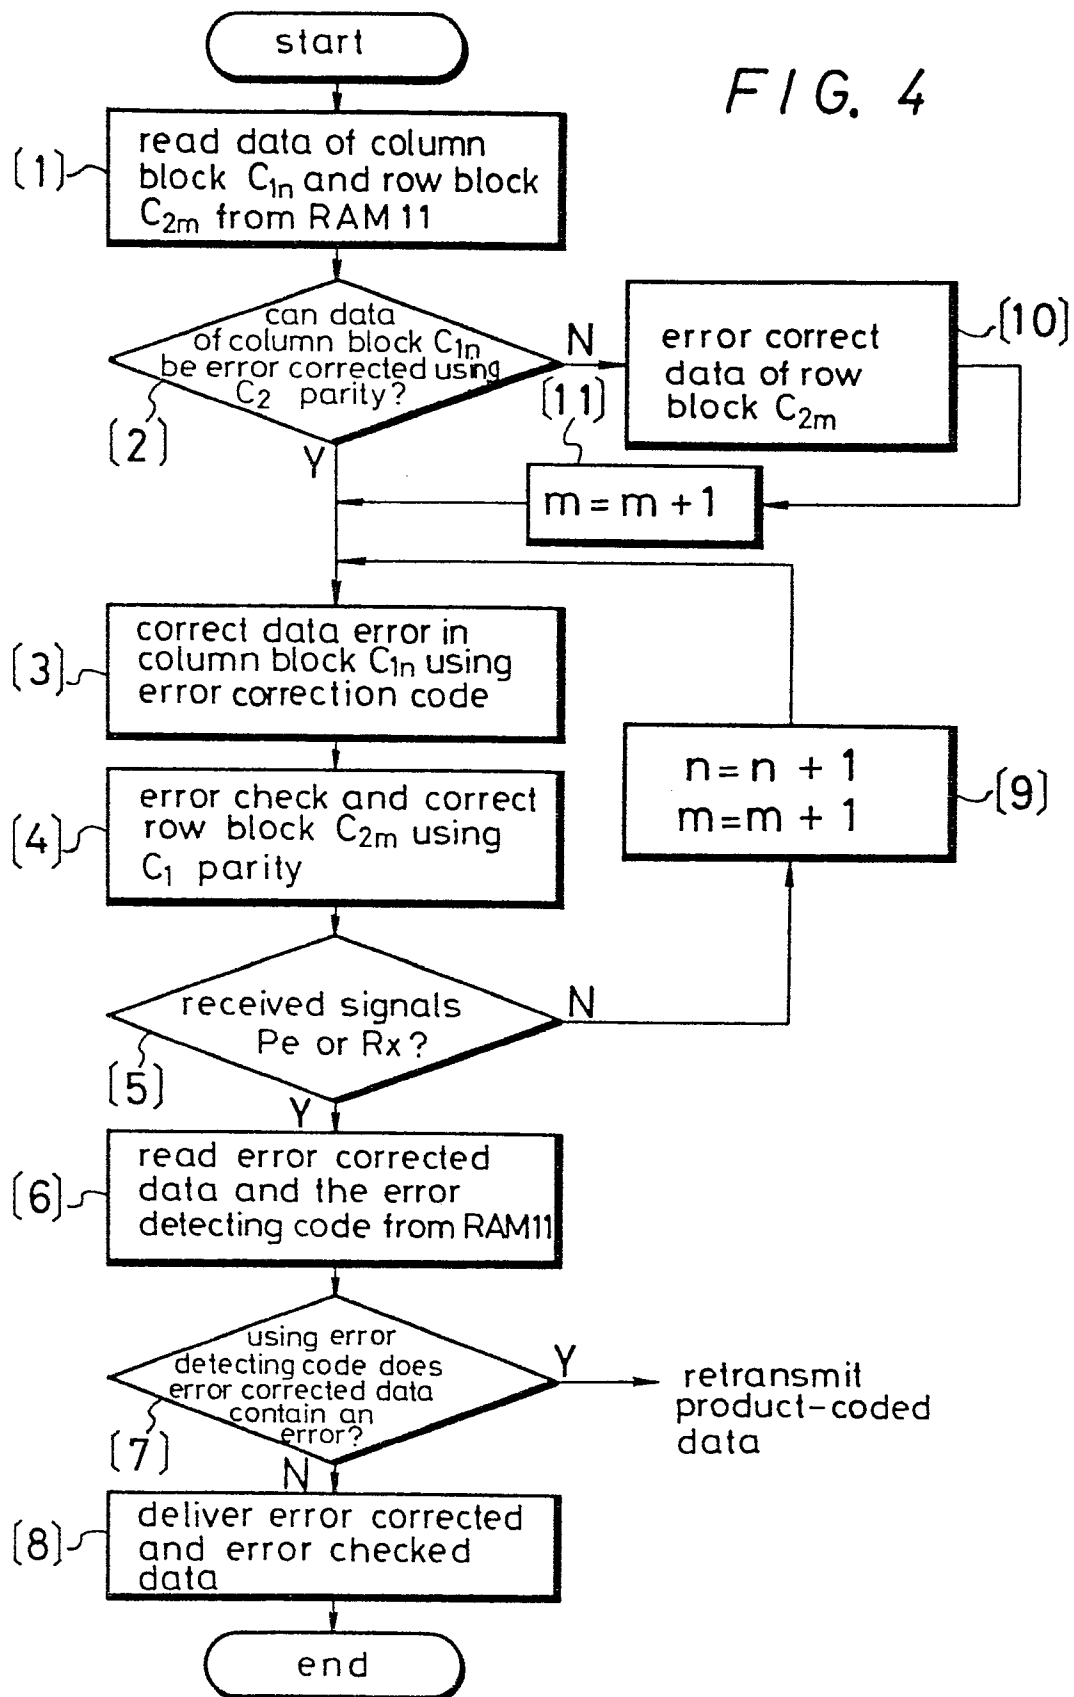 start
FIG. 4
[1]
read data of column
block C1n and row block
C2m from RAM 11
can data
of column block C1n
be error corrected using
C2 parity?
[2]
N
Y
[10]
error correct
data of row
block C2m
[11]
m = m + 1
[3]
correct data error in
column block C1n using
error correction code
[4]
error check and correct
row block C2m using
C1 parity
n = n + 1
m = m + 1
[9]
received signals
Pe or Rx?
[5]
N
Y
[6]
read error corrected
data and the error
detecting code from RAM11
using error
detecting code does
error corrected data
contain an
error?
[7]
Y
retransmit
product-coded
data
N
[8]
deliver error corrected
and error checked
data
end